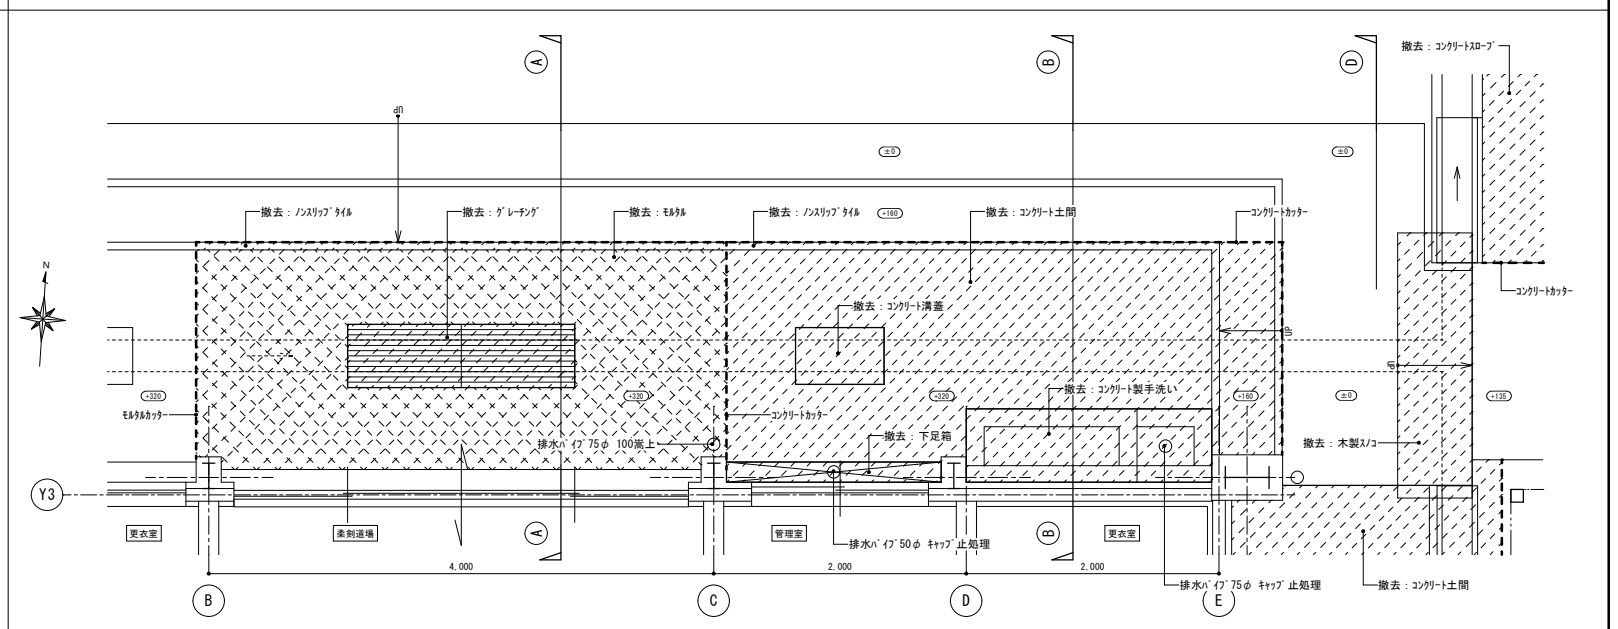 A
B
D
撤去：コンクリートスロープ
UP
±0
±0
撤去：ノンスリップタイル
撤去：グレーチング
撤去：モルタル
撤去：ノンスリップタイル
+160
撤去：コンクリート土間
コンクリートカッター
N
コンクリートカッター
撤去：コンクリート溝蓋
UP
UP
撤去：コンクリート製手洗い
+320
+320
+320
+160
±0
+135
モルタルカッター
コンクリートカッター
排水パイプ75φ 100嵩上
撤去：下足箱
撤去：木製スノコ
Y3
更衣室
柔剣道場
A
管理室
B
更衣室
排水パイプ50φ キャップ止処理
4,000
2,000
2,000
排水パイプ75φ キャップ止処理
撤去：コンクリート土間
B
C
D
E